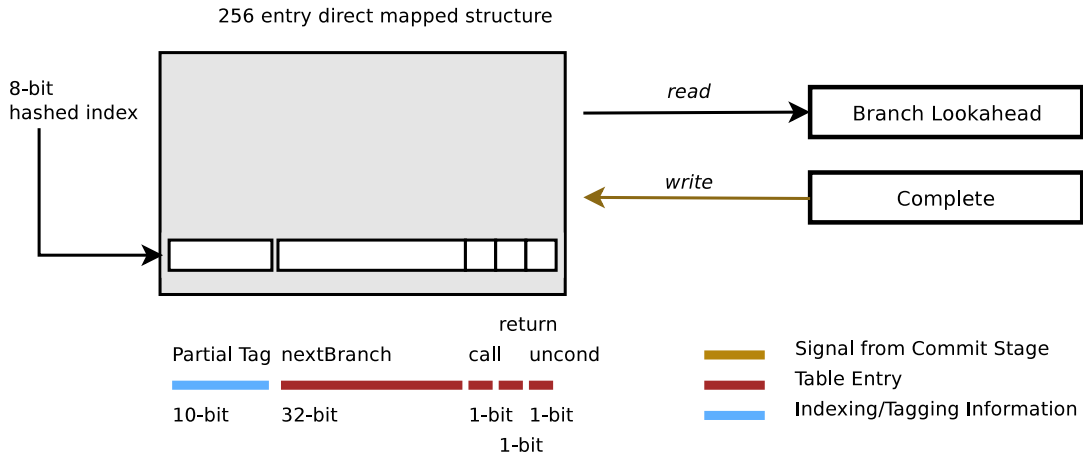 256 entry direct mapped structure
8-bit
hashed index
read
Branch Lookahead
write
Complete
return
Partial Tag nextBranch call uncond
10-bit 32-bit 1-bit 1-bit
1-bit
Signal from Commit Stage
Table Entry
Indexing/Tagging Information